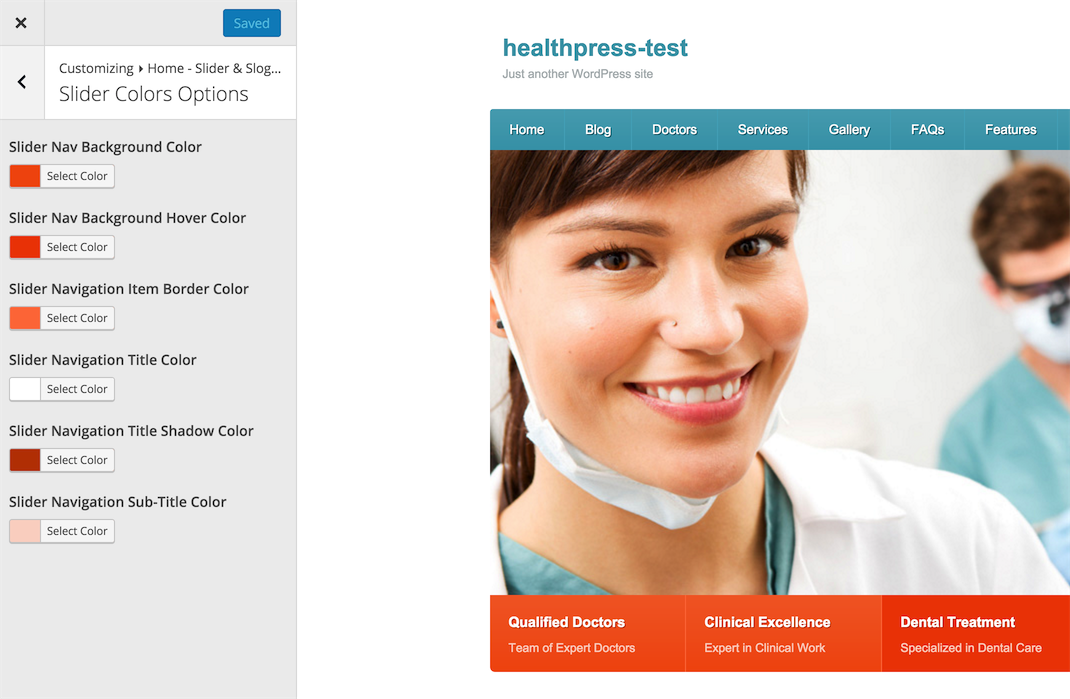 Saved
Customizing ▸ Home - Slider & Slog...
Slider Colors Options
Slider Nav Background Color
Select Color
Slider Nav Background Hover Color
Select Color
Slider Navigation Item Border Color
Select Color
Slider Navigation Title Color
Select Color
Slider Navigation Title Shadow Color
Select Color
Slider Navigation Sub-Title Color
Select Color
healthpress-test
Just another WordPress site
Home Blog Doctors Services Gallery FAQs Features
Qualified Doctors
Team of Expert Doctors
Clinical Excellence
Expert in Clinical Work
Dental Treatment
Specialized in Dental Care